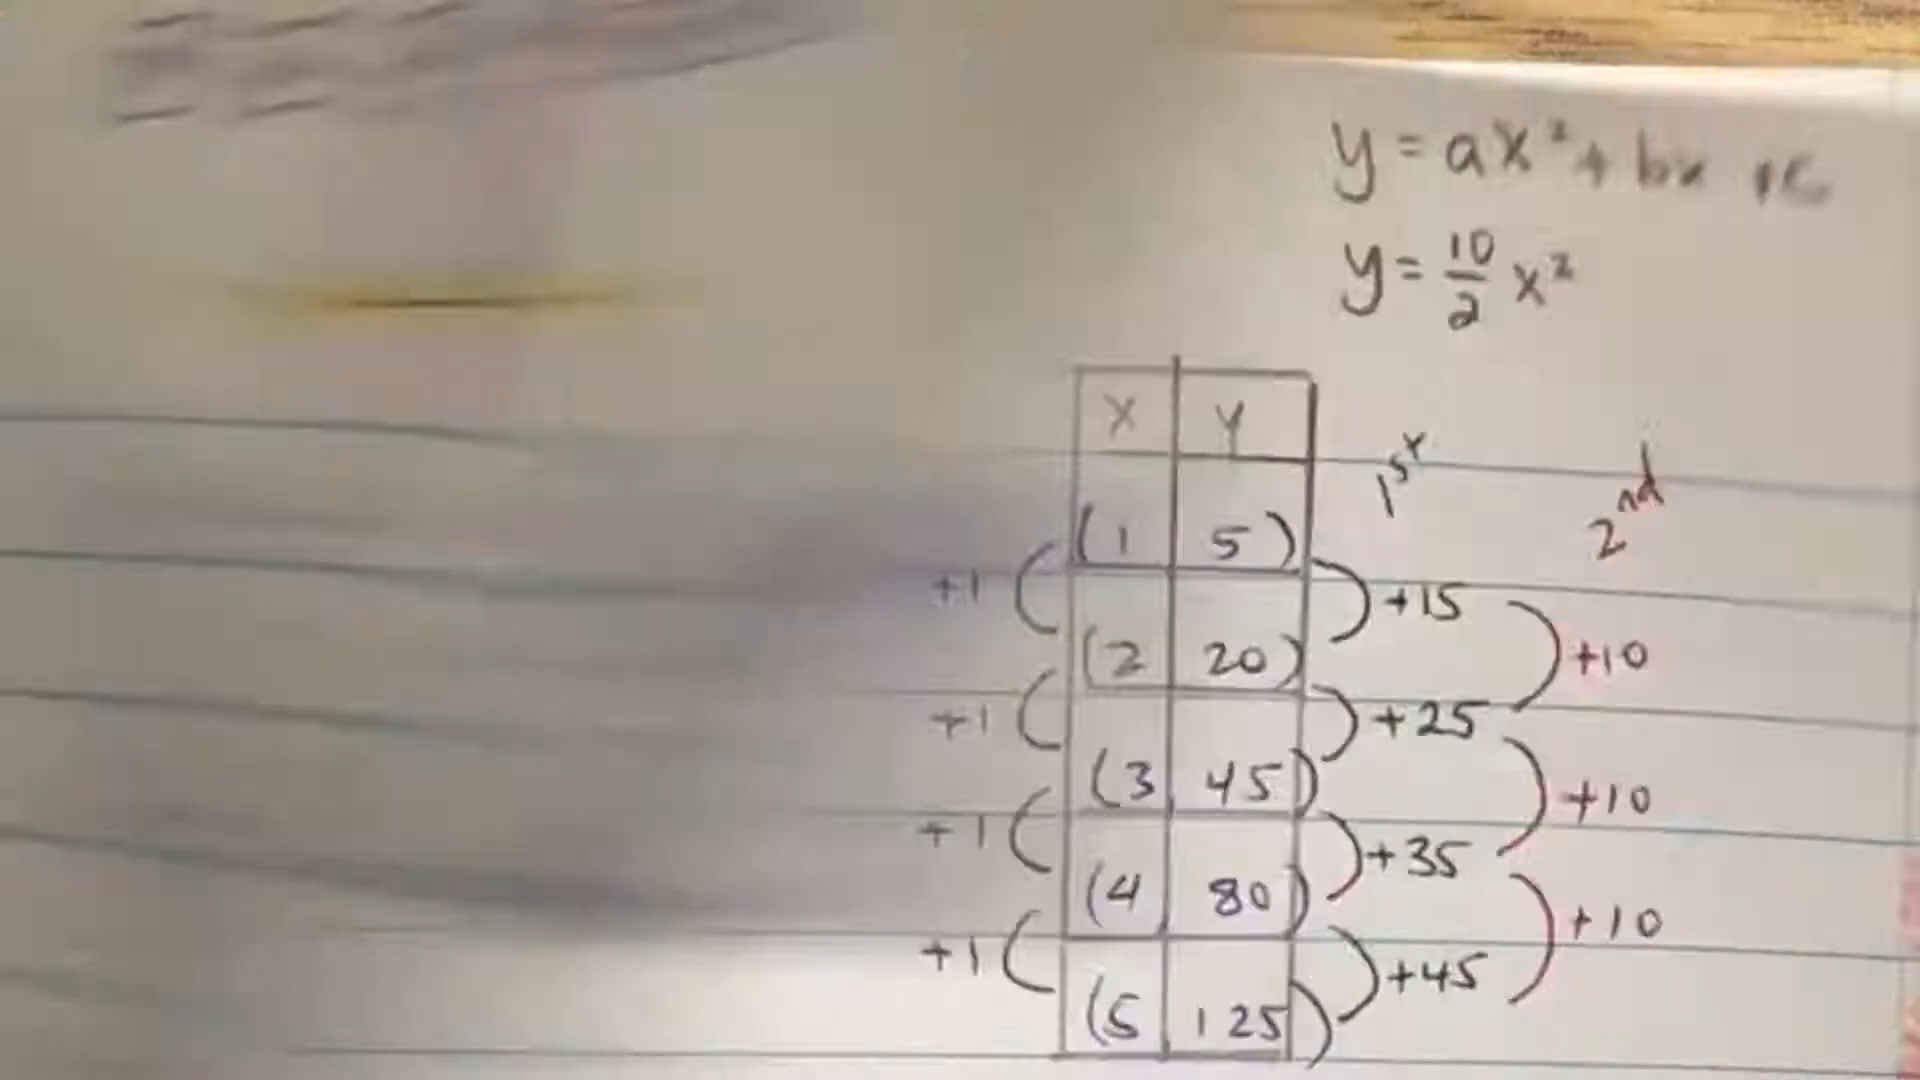 y = ax² + bx + c
y = 10/2 x²
x y 1st 2nd
(1 5)
+1 +15
(2 20) +10
+1 +25
(3 45) +10
+1 +35
(4 80) +10
+1 +45
(5 125)